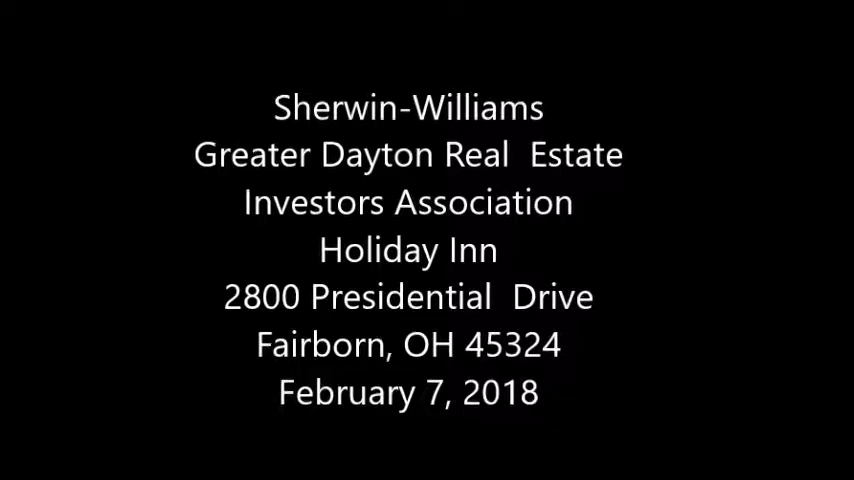 Sherwin-Williams
Greater Dayton Real  Estate
Investors Association
Holiday Inn
2800 Presidential  Drive
Fairborn, OH 45324
February 7, 2018